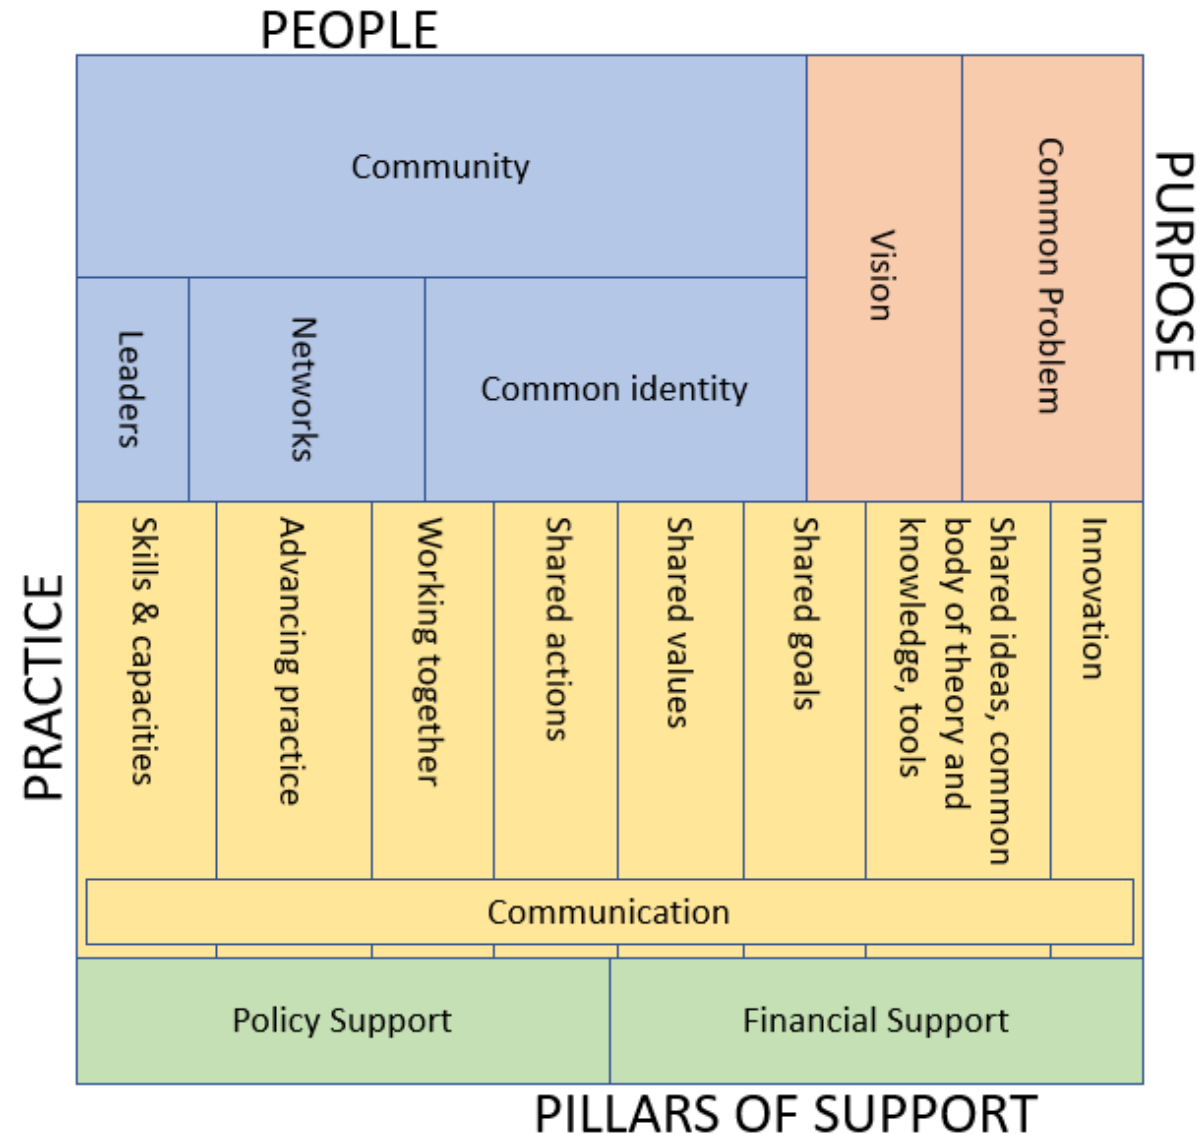 PEOPLE
Community
Vision
Common Problem
PURPOSE
Leaders
Networks
Common identity
PRACTICE
Skills & capacities
Advancing practice
Working together
Shared actions
Shared values
Shared goals
Shared ideas, common
body of theory and
knowledge, tools
Innovation
Communication
Policy Support
Financial Support
PILLARS OF SUPPORT